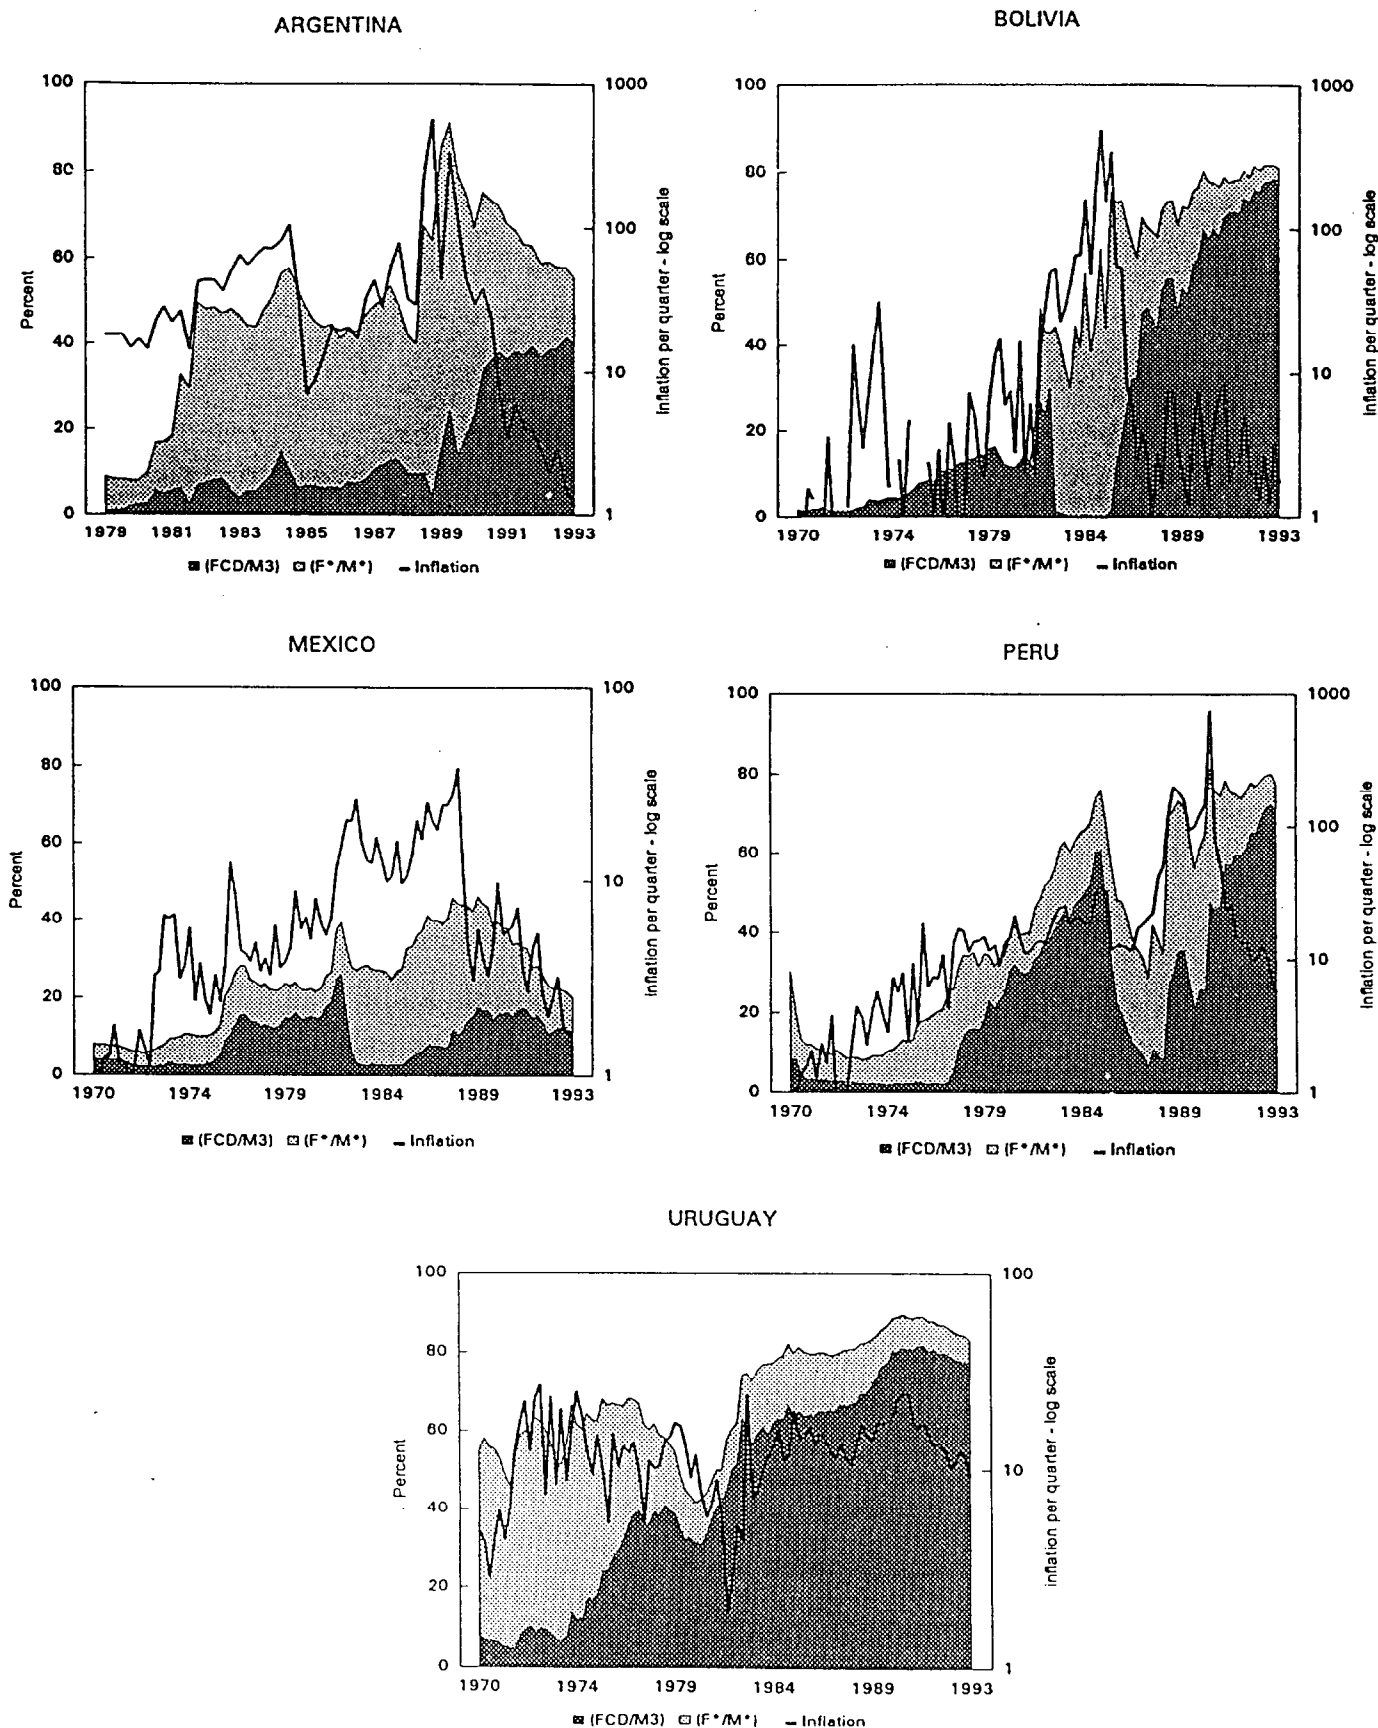 ARGENTINA
100
80
60
40
20
0
Percent
1000
100
10
1
Inflation per quarter - log scale
1979 1981 1983 1985 1987 1989 1991 1993
(FCD/M3) (F*/M*) Inflation
BOLIVIA
100
80
60
40
20
0
Percent
1000
100
10
1
Inflation per quarter - log scale
1970 1974 1979 1984 1989 1993
(FCD/M3) (F*/M*) Inflation
MEXICO
100
80
60
40
20
0
Percent
100
10
1
Inflation per quarter - log scale
1970 1974 1979 1984 1989 1993
(FCD/M3) (F*/M*) Inflation
PERU
100
80
60
40
20
0
Percent
1000
100
10
1
Inflation per quarter - log scale
1970 1974 1979 1984 1989 1993
(FCD/M3) (F*/M*) Inflation
URUGUAY
100
80
60
40
20
0
Percent
100
10
1
inflation per quarter - log scale
1970 1974 1979 1984 1989 1993
(FCD/M3) (F*/M*) Inflation